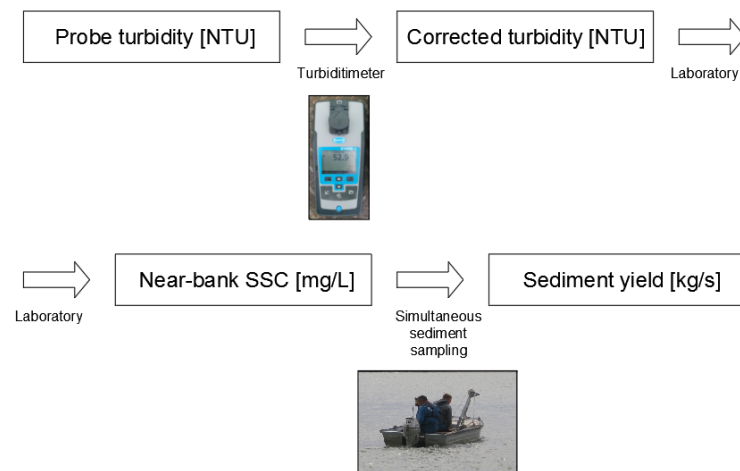 Probe turbidity [NTU]
Corrected turbidity [NTU]
Turbiditimeter
Laboratory
Near-bank SSC [mg/L]
Sediment yield [kg/s]
Laboratory
Simultaneous
sediment
sampling